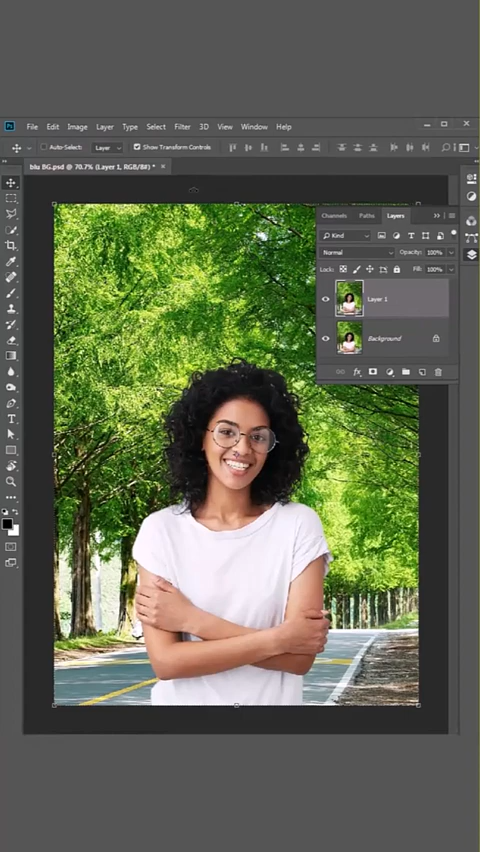 Ps File Edit Image Layer Type Select Filter 3D View Window Help
Auto-Select: Layer Show Transform Controls
blu BG.psd @ 70.7% (Layer 1, RGB/8#) *
Channels Paths Layers
Kind
Normal Opacity: 100%
Lock: Fill: 100%
Layer 1
Background
fx